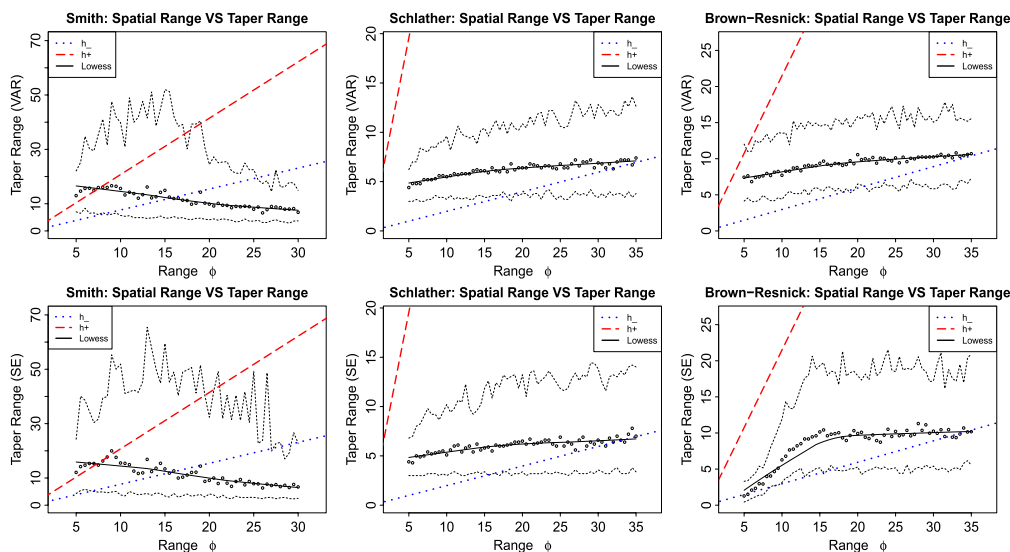 Smith: Spatial Range VS Taper Range
Taper Range (VAR)
70
50
30
10
0
h_
h+
Lowess
5 10 15 20 25 30
Range ϕ
Schlather: Spatial Range VS Taper Range
Taper Range (VAR)
20
15
10
5
0
h_
h+
Lowess
5 10 15 20 25 30 35
Range ϕ
Brown−Resnick: Spatial Range VS Taper Range
Taper Range (VAR)
25
20
15
10
5
0
h_
h+
Lowess
5 10 15 20 25 30 35
Range ϕ
Smith: Spatial Range VS Taper Range
Taper Range (SE)
70
50
30
10
0
h_
h+
Lowess
5 10 15 20 25 30
Range ϕ
Schlather: Spatial Range VS Taper Range
Taper Range (SE)
20
15
10
5
0
h_
h+
Lowess
5 10 15 20 25 30 35
Range ϕ
Brown−Resnick: Spatial Range VS Taper Range
Taper Range (SE)
25
20
15
10
5
0
h_
h+
Lowess
5 10 15 20 25 30 35
Range ϕ